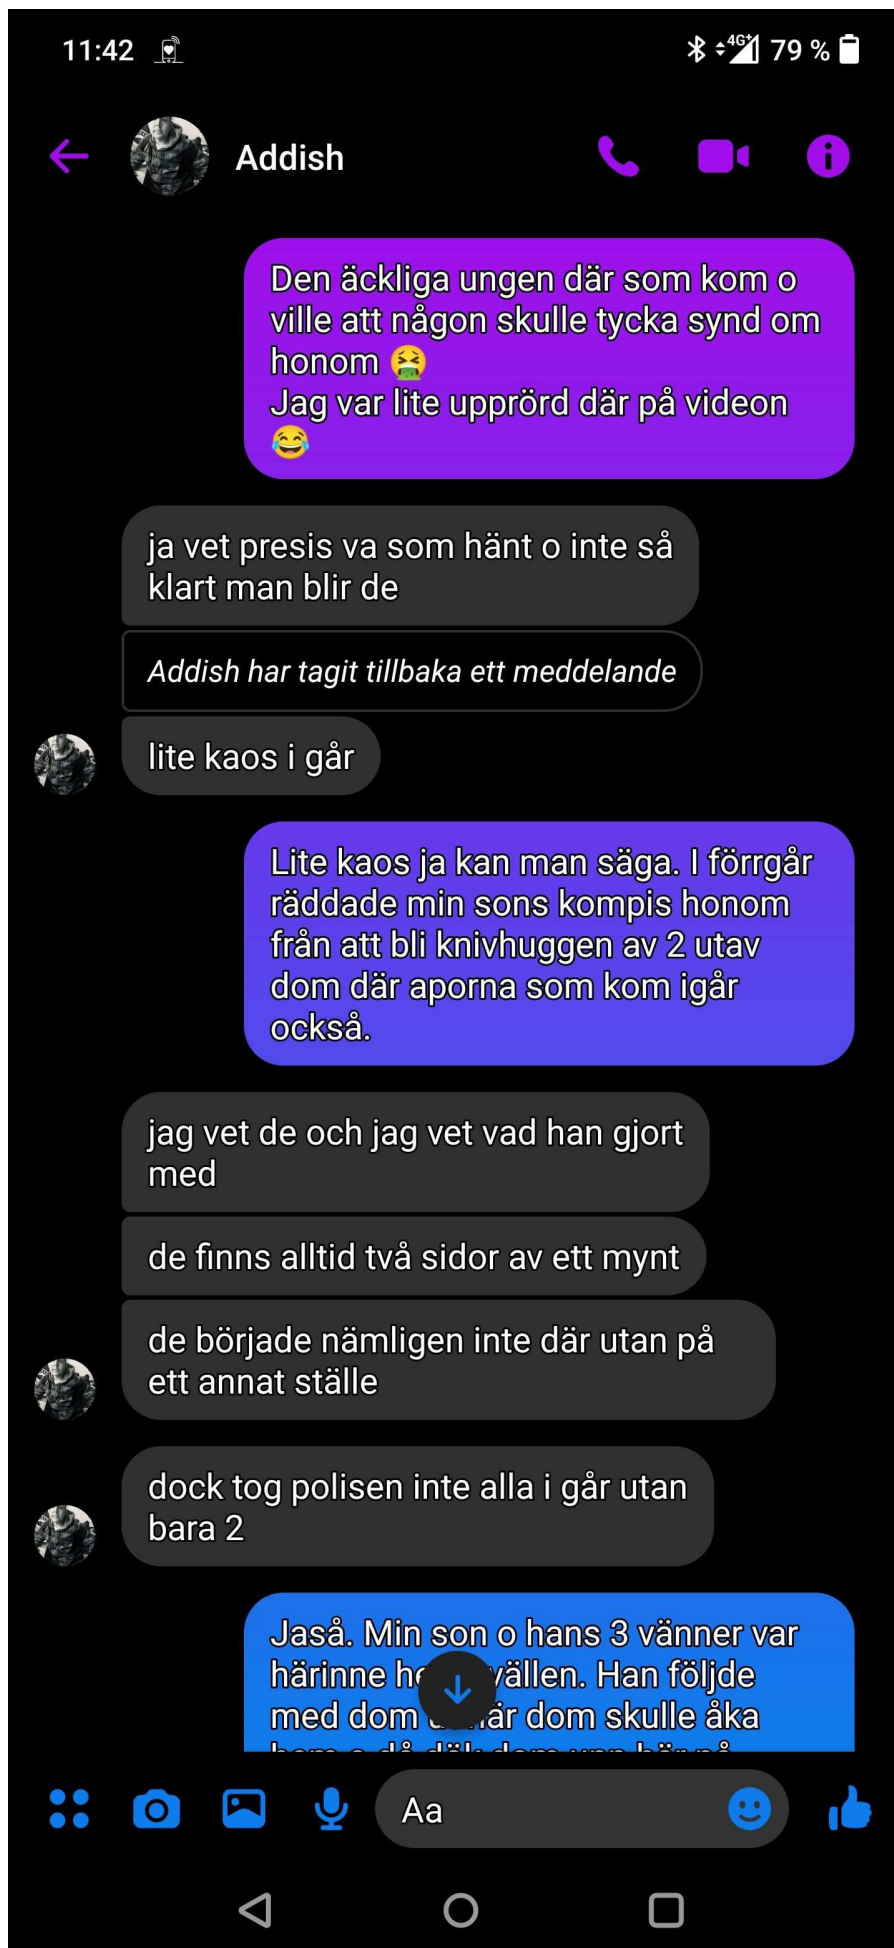 11:42
4G+ 79 %
Addish
Den äckliga ungen där som kom o
ville att någon skulle tycka synd om
honom 🤮
Jag var lite upprörd där på videon
😂
ja vet presis va som hänt o inte så
klart man blir de
Addish har tagit tillbaka ett meddelande
lite kaos i går
Lite kaos ja kan man säga. I förrgår
räddade min sons kompis honom
från att bli knivhuggen av 2 utav
dom där aporna som kom igår
också.
jag vet de och jag vet vad han gjort
med
de finns alltid två sidor av ett mynt
de började nämligen inte där utan på
ett annat ställe
dock tog polisen inte alla i går utan
bara 2
Jaså. Min son o hans 3 vänner var
härinne Han följde
med dom dom skulle åka
Aa